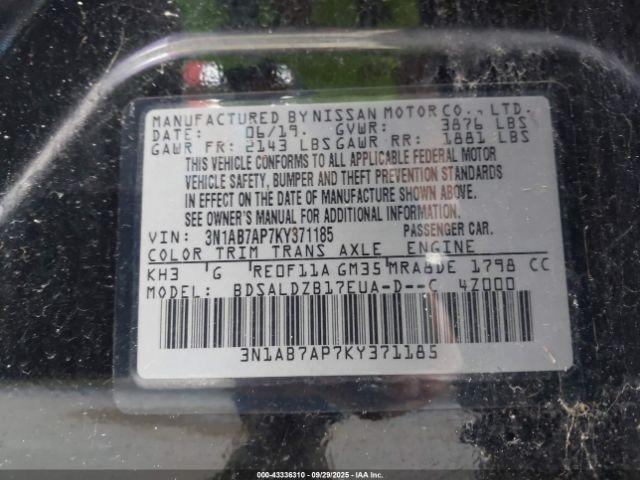 MANUFACTURED BY NISSAN MOTOR CO., LTD.
DATE: 06/19. GVWR: 3876 LBS
GAWR FR: 2143 LBS GAWR RR: 1881 LBS
THIS VEHICLE CONFORMS TO ALL APPLICABLE FEDERAL MOTOR
VEHICLE SAFETY, BUMPER AND THEFT PREVENTION STANDARDS
IN EFFECT ON THE DATE OF MANUFACTURE SHOWN ABOVE.
SEE OWNER'S MANUAL FOR ADDITIONAL INFORMATION.
VIN: 3N1AB7AP7KY371185 PASSENGER CAR.
COLOR TRIM TRANS AXLE ENGINE
KH3 G RE0F11A GM35 MRA8DE 1798 CC
MODEL: BDSALDZB17EUA-D--C 4Z000
3N1AB7AP7KY371185
000-43336310 - 09/29/2025 - IAA Inc.